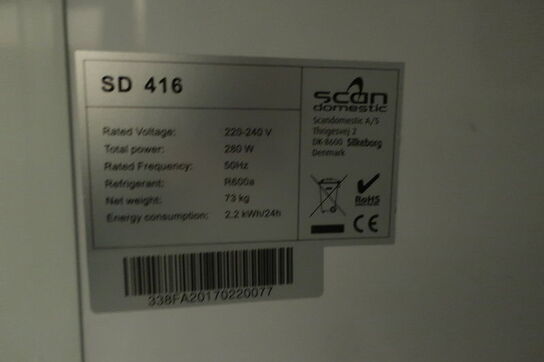 SD 416
Rated Voltage: 220-240 V
Total power: 280 W
Rated Frequency: 50Hz
Refrigerant: R600a
Net weight: 73 kg
Energy consumption: 2,2 kWh/24h
scan
domestic
Scandomestic A/S
Thrigesvej 2
DK-8600 Silkeborg
Denmark
RoHS
CE
338FA20170220077